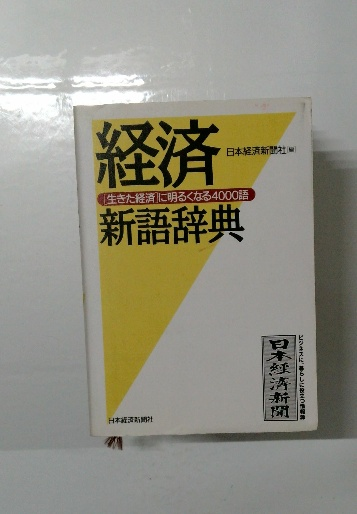 経済
日本経済新聞社[編]
[生きた経済]に明るくなる4000語
新語辞典
ビジネスに、暮らしに役立つ情報源
日本経済新聞
日本経済新聞社